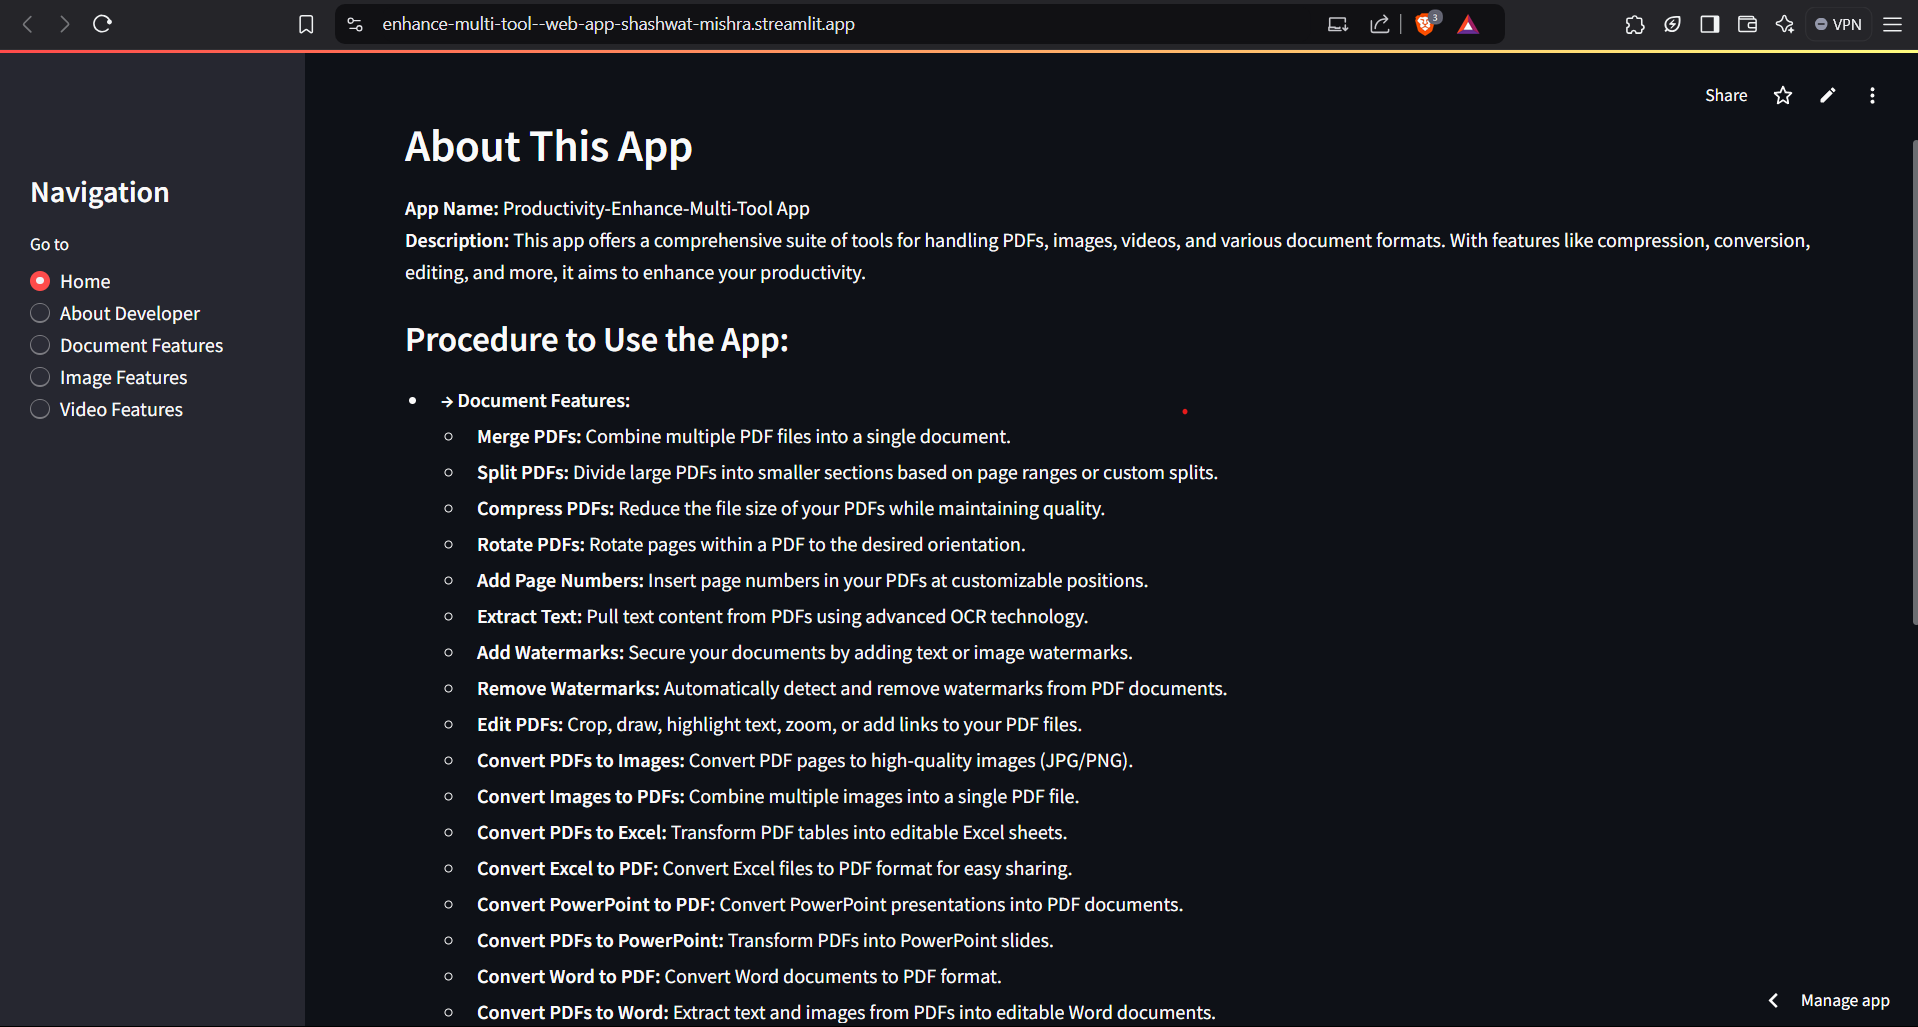 enhance-multi-tool--web-app-shashwat-mishra.streamlit.app
3
VPN
Share
Navigation
Go to
Home
About Developer
Document Features
Image Features
Video Features
About This App
App Name: Productivity-Enhance-Multi-Tool App
Description: This app offers a comprehensive suite of tools for handling PDFs, images, videos, and various document formats. With features like compression, conversion,
editing, and more, it aims to enhance your productivity.
Procedure to Use the App:
→ Document Features:
Merge PDFs: Combine multiple PDF files into a single document.
Split PDFs: Divide large PDFs into smaller sections based on page ranges or custom splits.
Compress PDFs: Reduce the file size of your PDFs while maintaining quality.
Rotate PDFs: Rotate pages within a PDF to the desired orientation.
Add Page Numbers: Insert page numbers in your PDFs at customizable positions.
Extract Text: Pull text content from PDFs using advanced OCR technology.
Add Watermarks: Secure your documents by adding text or image watermarks.
Remove Watermarks: Automatically detect and remove watermarks from PDF documents.
Edit PDFs: Crop, draw, highlight text, zoom, or add links to your PDF files.
Convert PDFs to Images: Convert PDF pages to high-quality images (JPG/PNG).
Convert Images to PDFs: Combine multiple images into a single PDF file.
Convert PDFs to Excel: Transform PDF tables into editable Excel sheets.
Convert Excel to PDF: Convert Excel files to PDF format for easy sharing.
Convert PowerPoint to PDF: Convert PowerPoint presentations into PDF documents.
Convert PDFs to PowerPoint: Transform PDFs into PowerPoint slides.
Convert Word to PDF: Convert Word documents to PDF format.
Convert PDFs to Word: Extract text and images from PDFs into editable Word documents.
Manage app